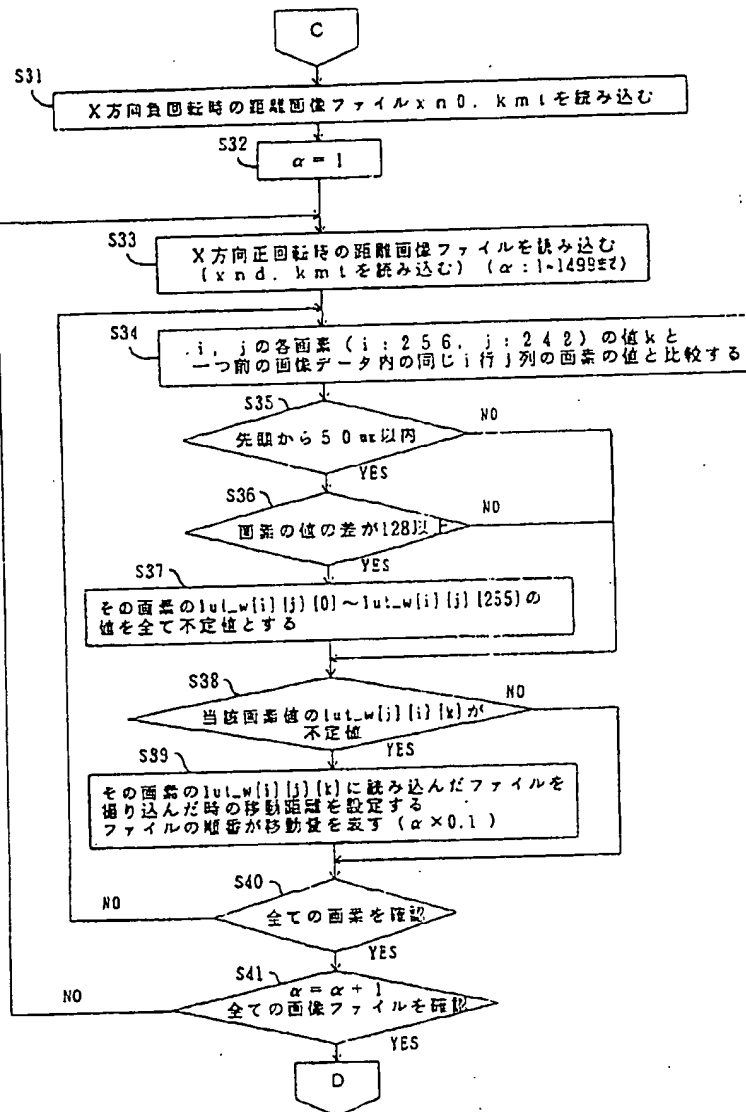 C
S31
X方向負回転時の距離画像ファイルxn0.kmtを読み込む
S32
α=1
S33
X方向正回転時の距離画像ファイルを読み込む
(xnd.kmtを読み込む) (α:1~1499まで)
S34
i, jの各画素(i:256, j:242)の値kと
一つ前の画像データ内の同じi行j列の画素の値と比較する
S35
先頭から50mm以内
NO
YES
S36
画素の値の差が128以上
NO
YES
S37
その画素のlut_w[i][j][0]~lut_w[i][j][255]の
値を全て不定値とする
S38
当該画素値のlut_w[j][i][k]が
不定値
NO
YES
S39
その画素のlut_w[i][j][k]に読み込んだファイルを
撮り込んだ時の移動距離を設定する
ファイルの順番が移動量を表す(α×0.1)
S40
全ての画素を確認
NO
YES
S41
α=α+1
全ての画像ファイルを確認
NO
YES
D